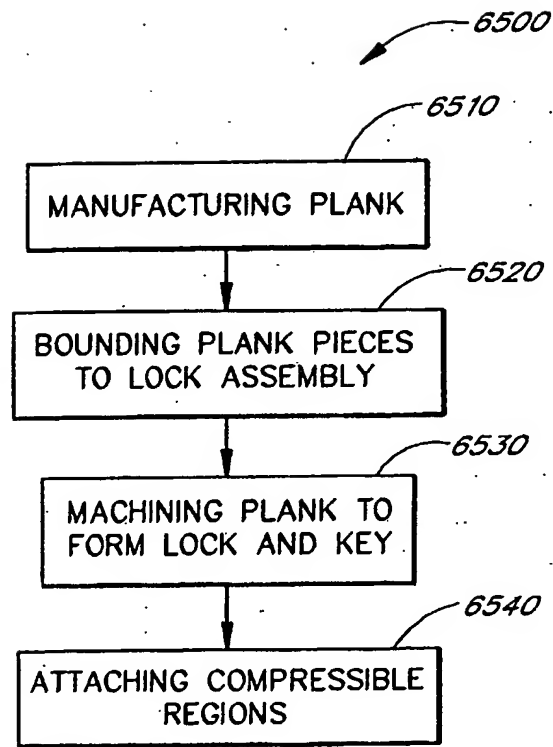 6500
6510
MANUFACTURING PLANK
6520
BOUNDING PLANK PIECES
TO LOCK ASSEMBLY
6530
MACHINING PLANK TO
FORM LOCK AND KEY
6540
ATTACHING COMPRESSIBLE
REGIONS